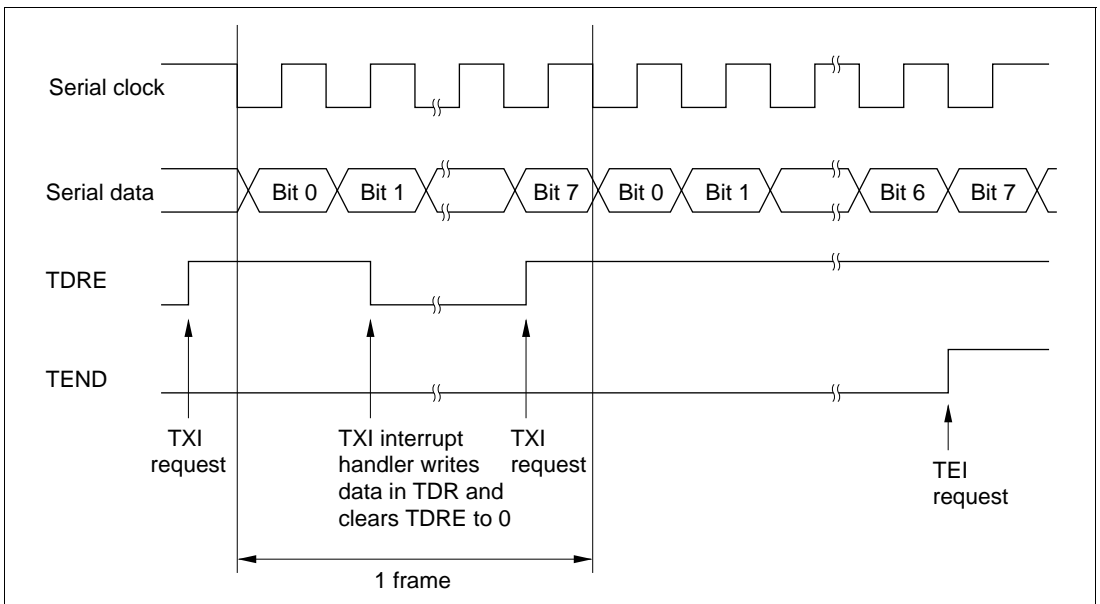 Serial clock
Serial data
Bit 0
Bit 1
Bit 7
Bit 0
Bit 1
Bit 6
Bit 7
TDRE
TEND
TXI
request
TXI interrupt
handler writes
data in TDR and
clears TDRE to 0
TXI
request
TEI
request
1 frame